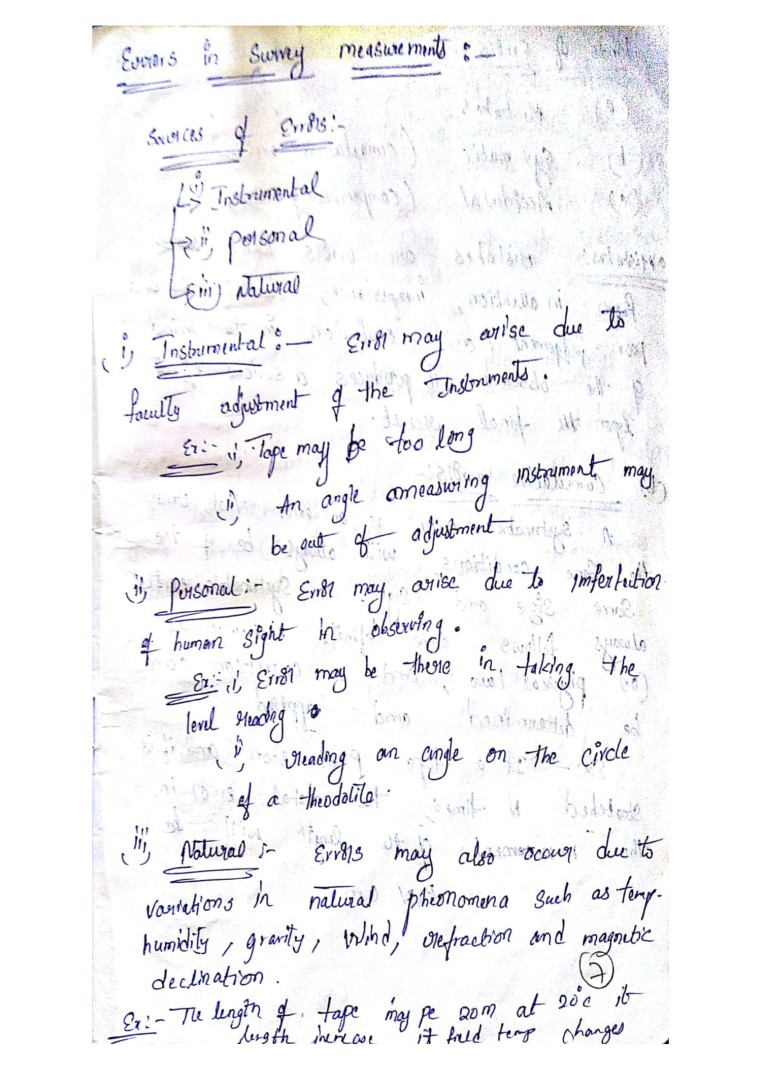 Errors in Survey measurements :-
Sources of Errors:-
i) Instrumental
ii) personal
iii) Natural
i) Instrumental :- Error may arise due to
faculty adjustment of the Instruments.
Ex:- i) Tape may be too long
ii) An angle measuring instrument may
be out of adjustment
ii) Personal :- Error may arise due to imperfection
of human sight in observing.
Ex:- i) Error may be there in taking the
level reading
ii) reading an angle on the circle
of a theodolite.
iii) Natural :- Errors may also occur due to
variations in natural phenomena such as temp.
humidity, gravity, wind, refraction and magnetic
declination.
7
Ex:- The length of tape may be 20m at 20°c it
length increase if field temp changes